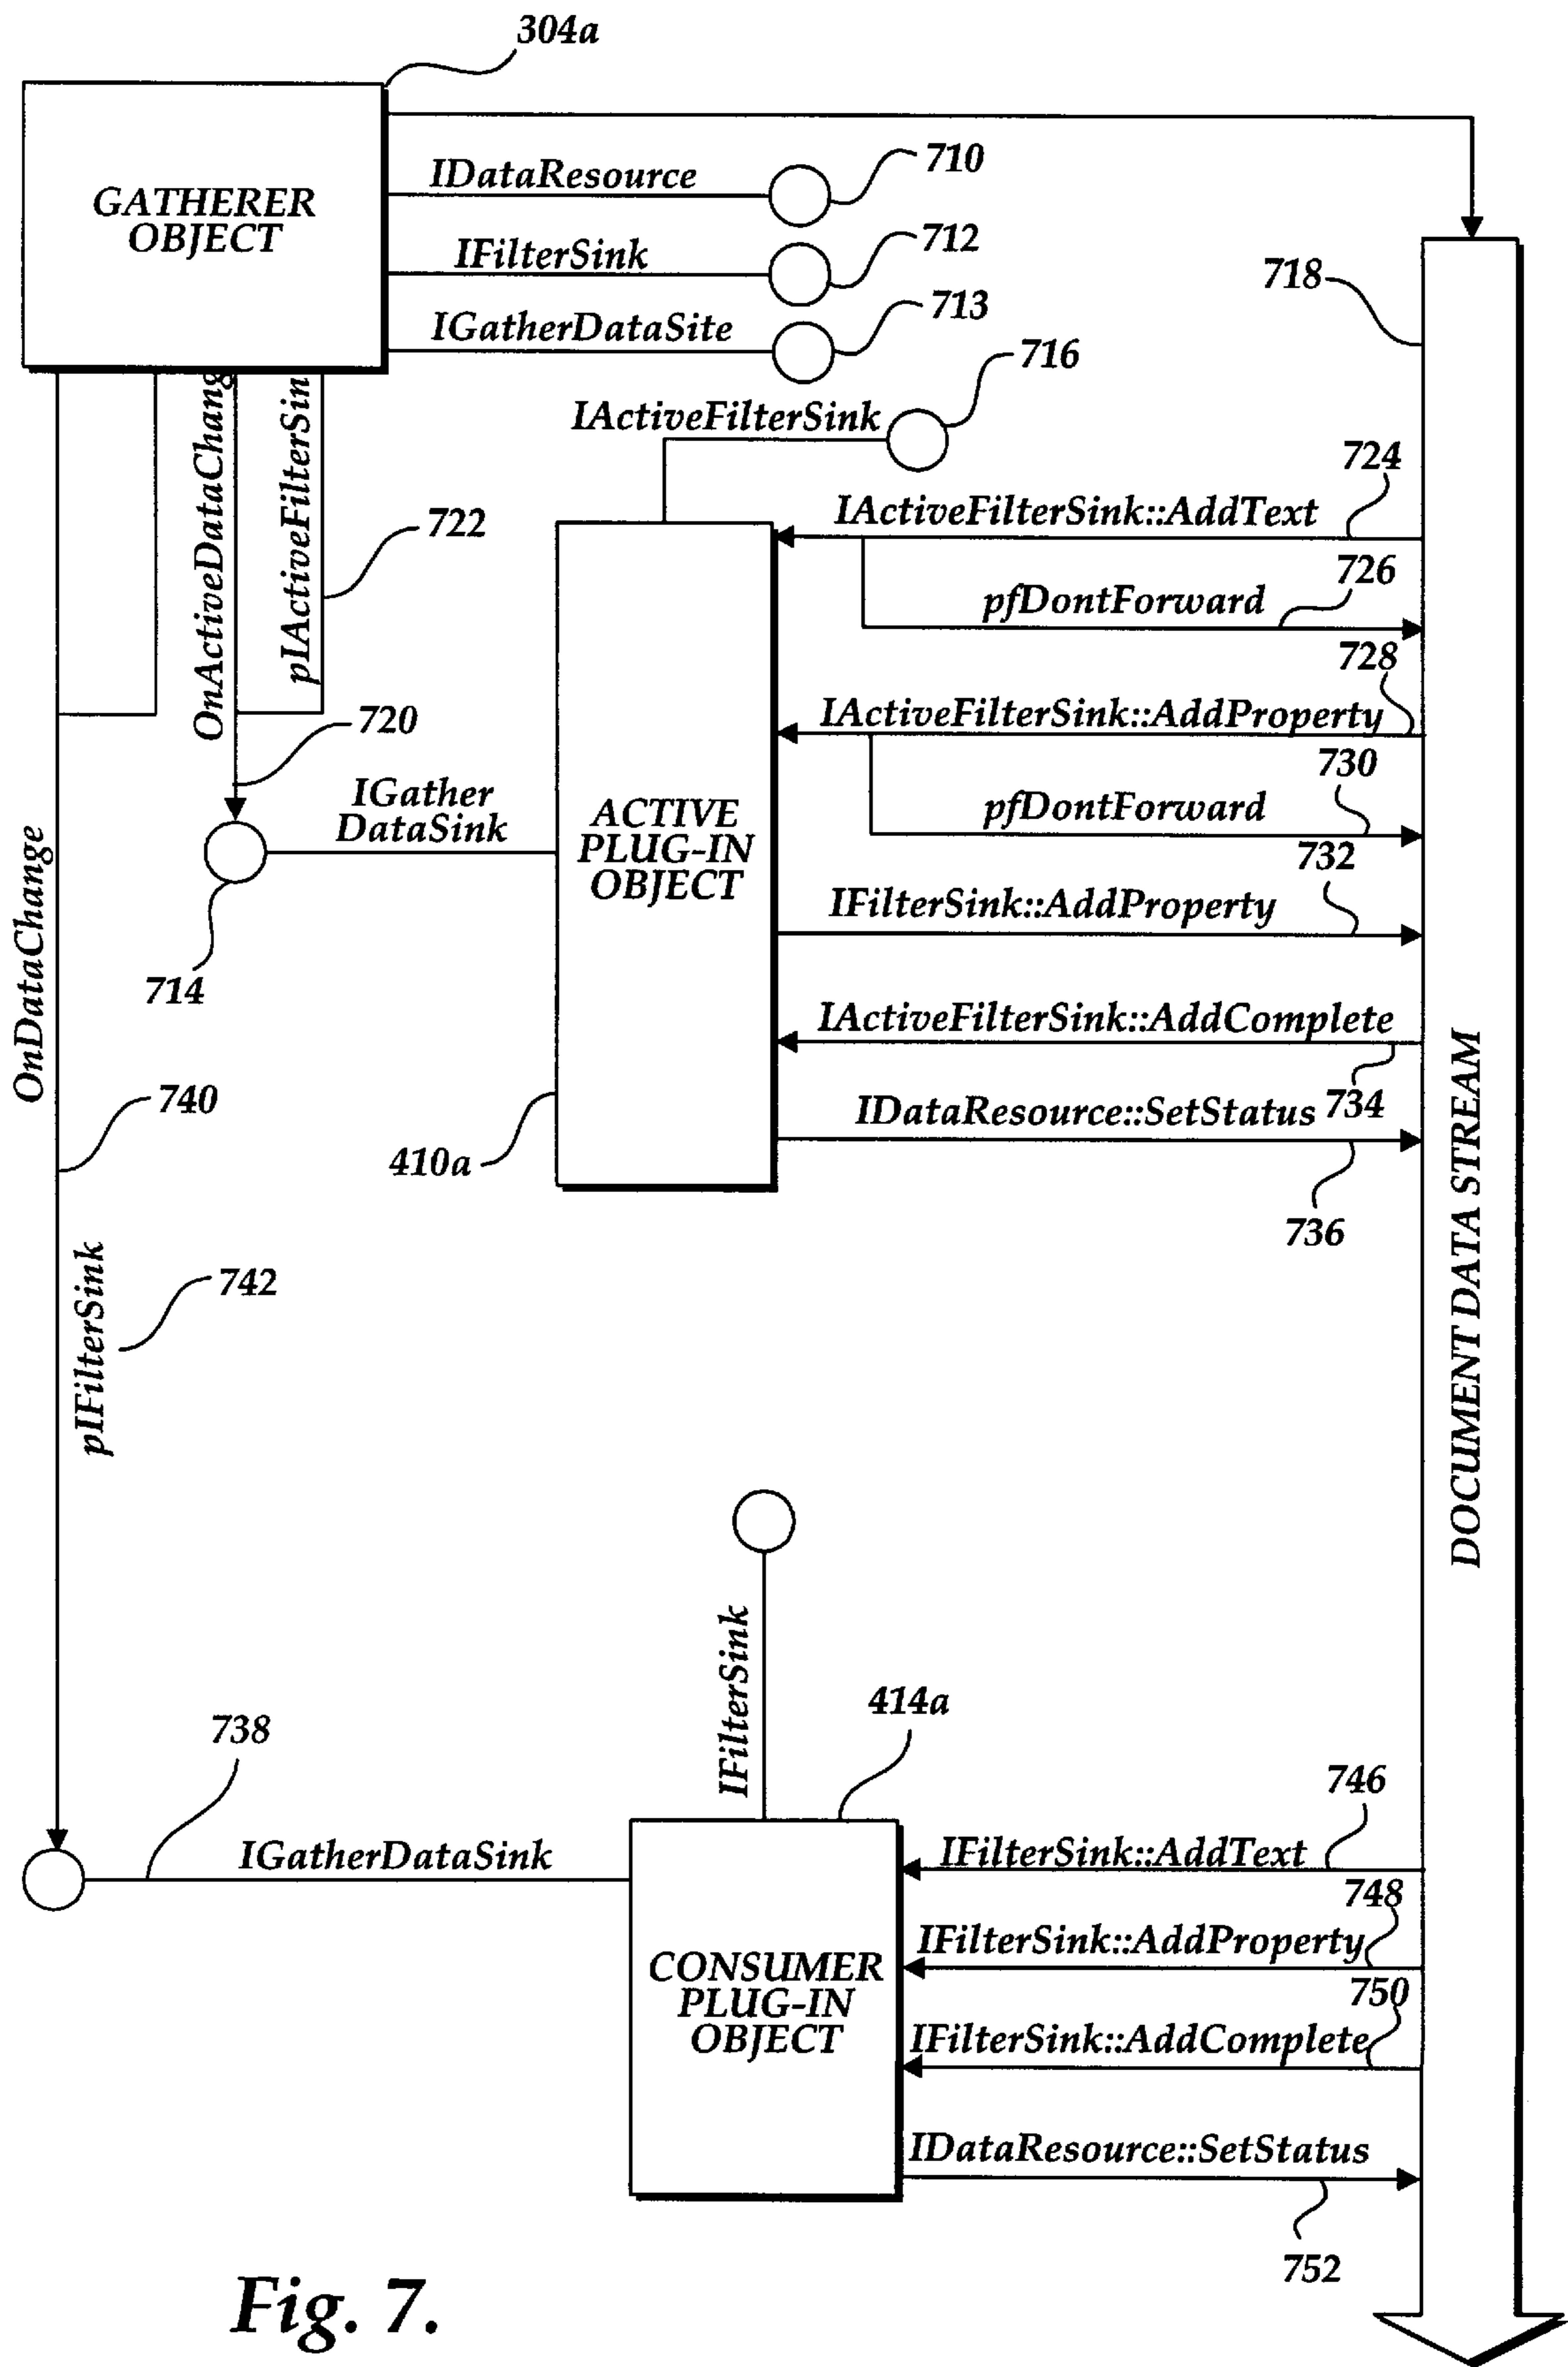 304a
GATHERER
OBJECT
IDataResource
710
IFilterSink
712
IGatherDataSite
713
718
716
IActiveFilterSink
OnActiveDataChang
pIActiveFilterSin
722
724
IActiveFilterSink::AddText
726
pfDontForward
728
IActiveFilterSink::AddProperty
720
730
pfDontForward
IGather
DataSink
ACTIVE
PLUG-IN
OBJECT
732
IFilterSink::AddProperty
714
OnDataChange
IActiveFilterSink::AddComplete
734
740
IDataResource::SetStatus
410a
736
DOCUMENT DATA STREAM
742
pIFilterSink
IFilterSink
414a
738
746
IGatherDataSink
IFilterSink::AddText
748
IFilterSink::AddProperty
CONSUMER
PLUG-IN
OBJECT
750
IFilterSink::AddComplete
IDataResource::SetStatus
752
Fig. 7.